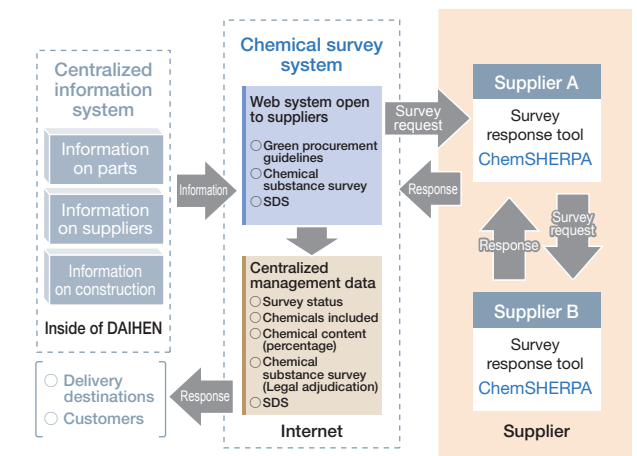 Centralized
information
system
Information
on parts
Information
on suppliers
Information
on construction
Inside of DAIHEN
Information
Chemical survey
system
Web system open
to suppliers
○ Green procurement
guidelines
○ Chemical
substance survey
○ SDS
Centralized
management data
○ Survey status
○ Chemicals included
○ Chemical content
(percentage)
○ Chemical
substance survey
(Legal adjudication)
○ SDS
Internet
Response
○ Delivery
destinations
○ Customers
Survey
request
Response
Supplier A
Survey
response tool
ChemSHERPA
Response
Survey
request
Supplier B
Survey
response tool
ChemSHERPA
Supplier